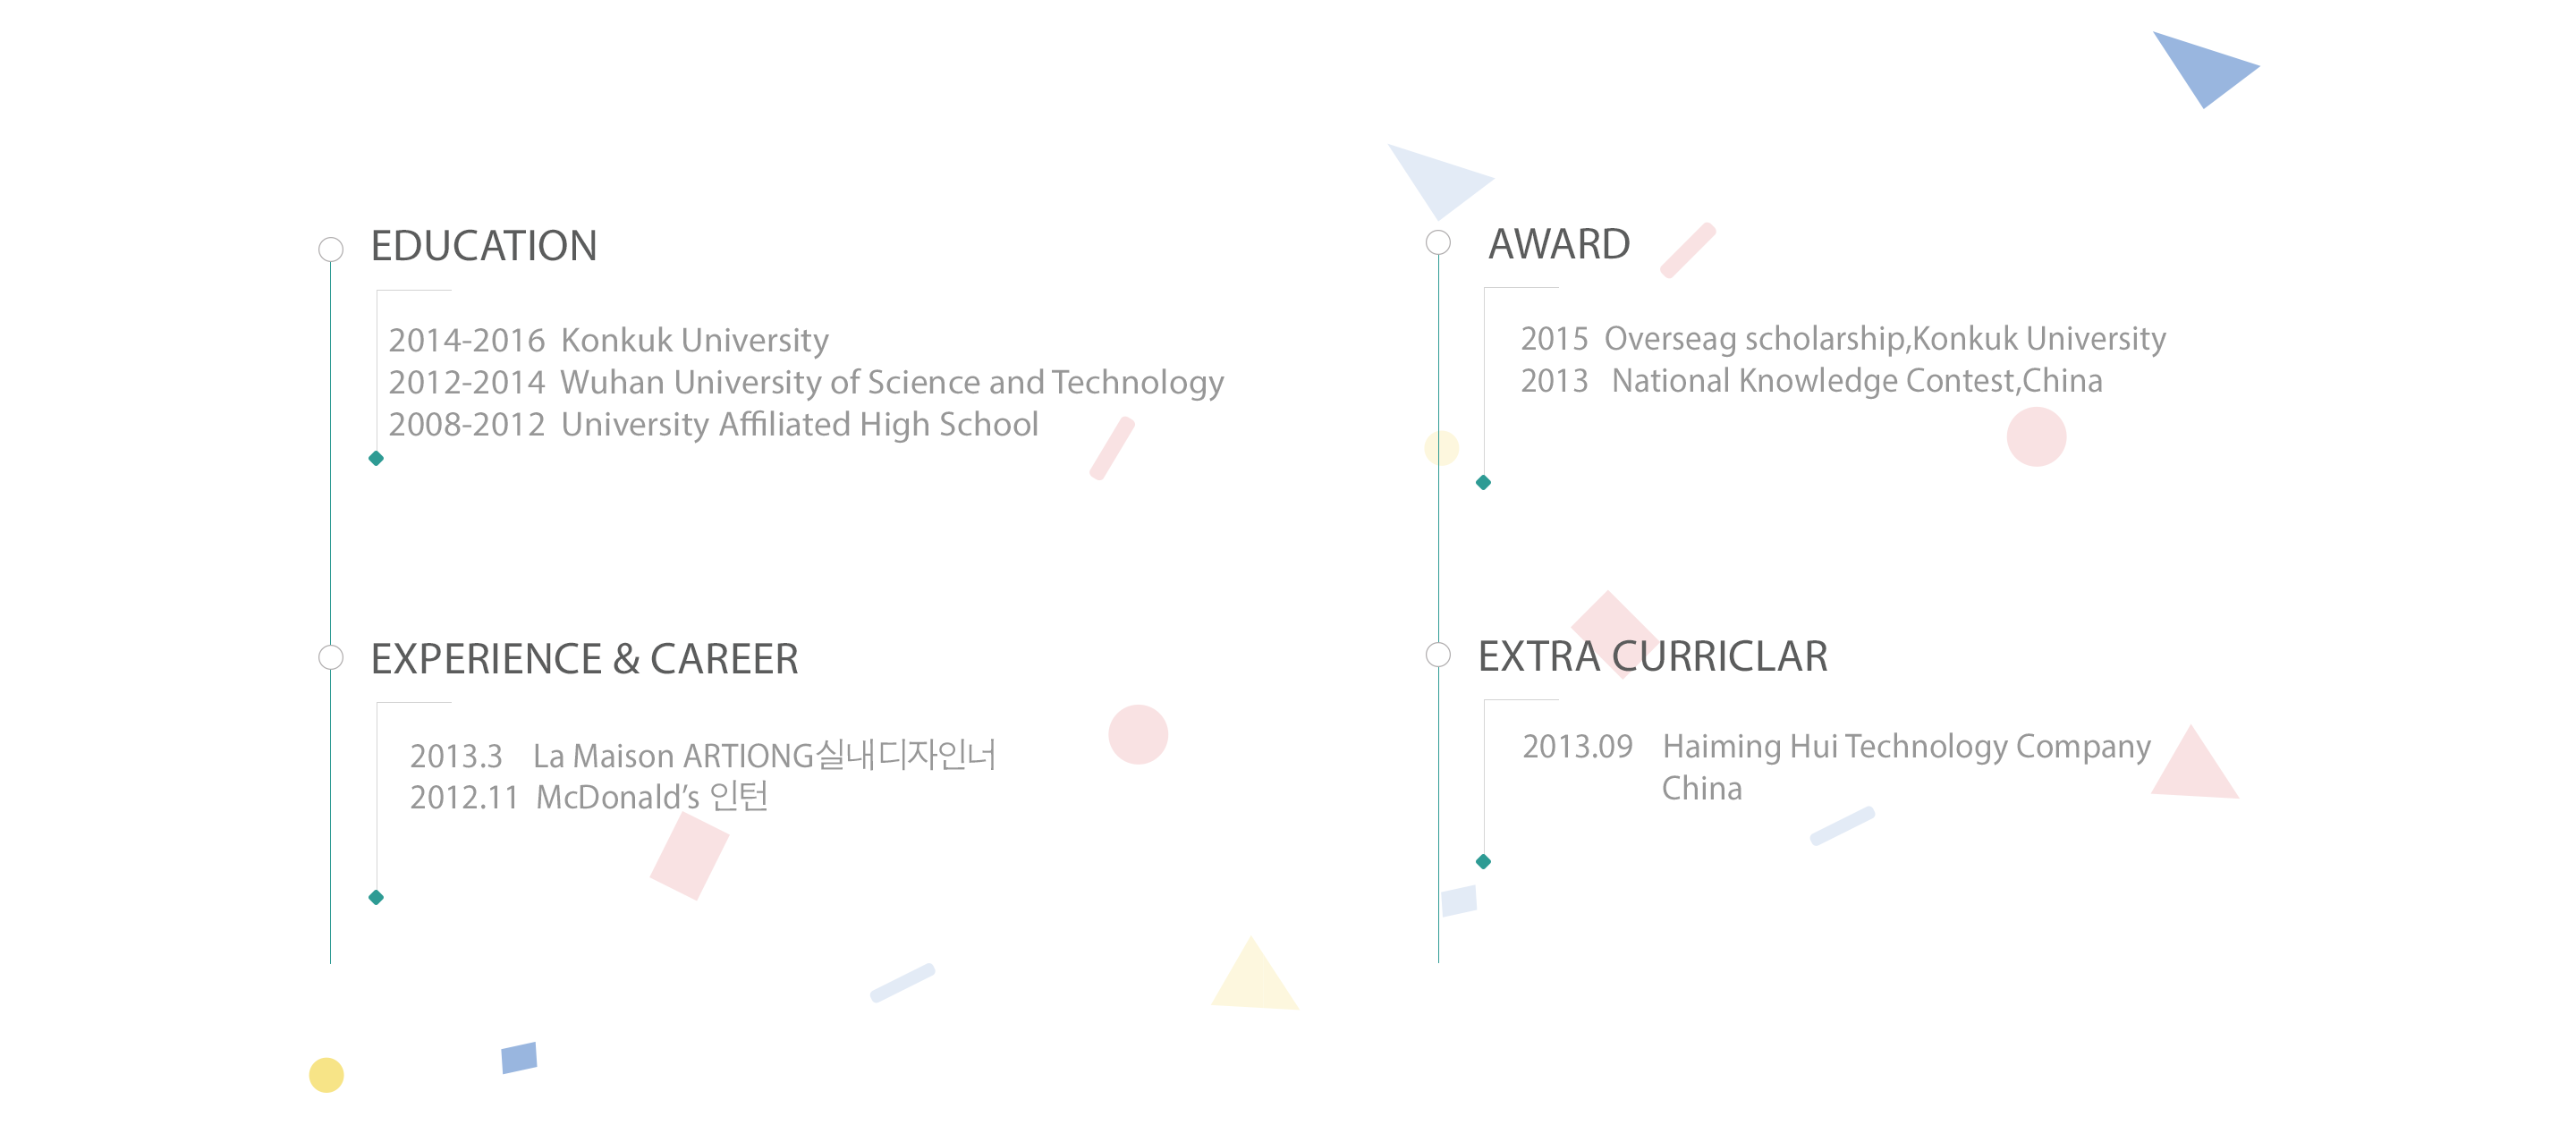 EDUCATION
2014-2016 Konkuk University
2012-2014 Wuhan University of Science and Technology
2008-2012 University Affiliated High School
EXPERIENCE & CAREER
2013.3 La Maison ARTIONG실내디자인너
2012.11 McDonald’s 인턴
AWARD
2015 Overseag scholarship,Konkuk University
2013 National Knowledge Contest,China
EXTRA CURRICLAR
2013.09 Haiming Hui Technology Company
China